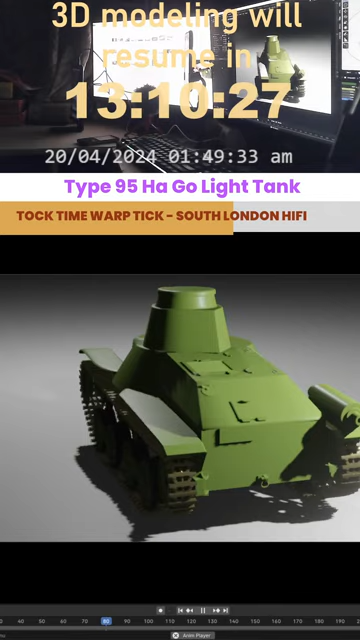 3D modeling will
resume in
13:10:27
20/04/2024 01:49:33 am
Type 95 Ha Go Light Tank
TOCK TIME WARP TICK - SOUTH LONDON HIFI
40 50 60 70 80 90 100 110 120 130 140 150 160 170 180 190
Anim Player